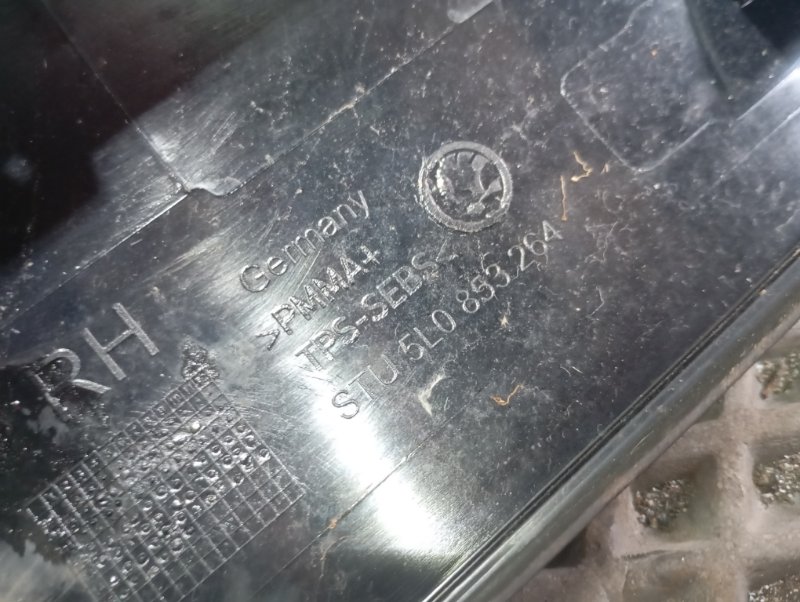 Germany
>PMMA+
TPS-SEBS<
STU 5L0 853 264
RH